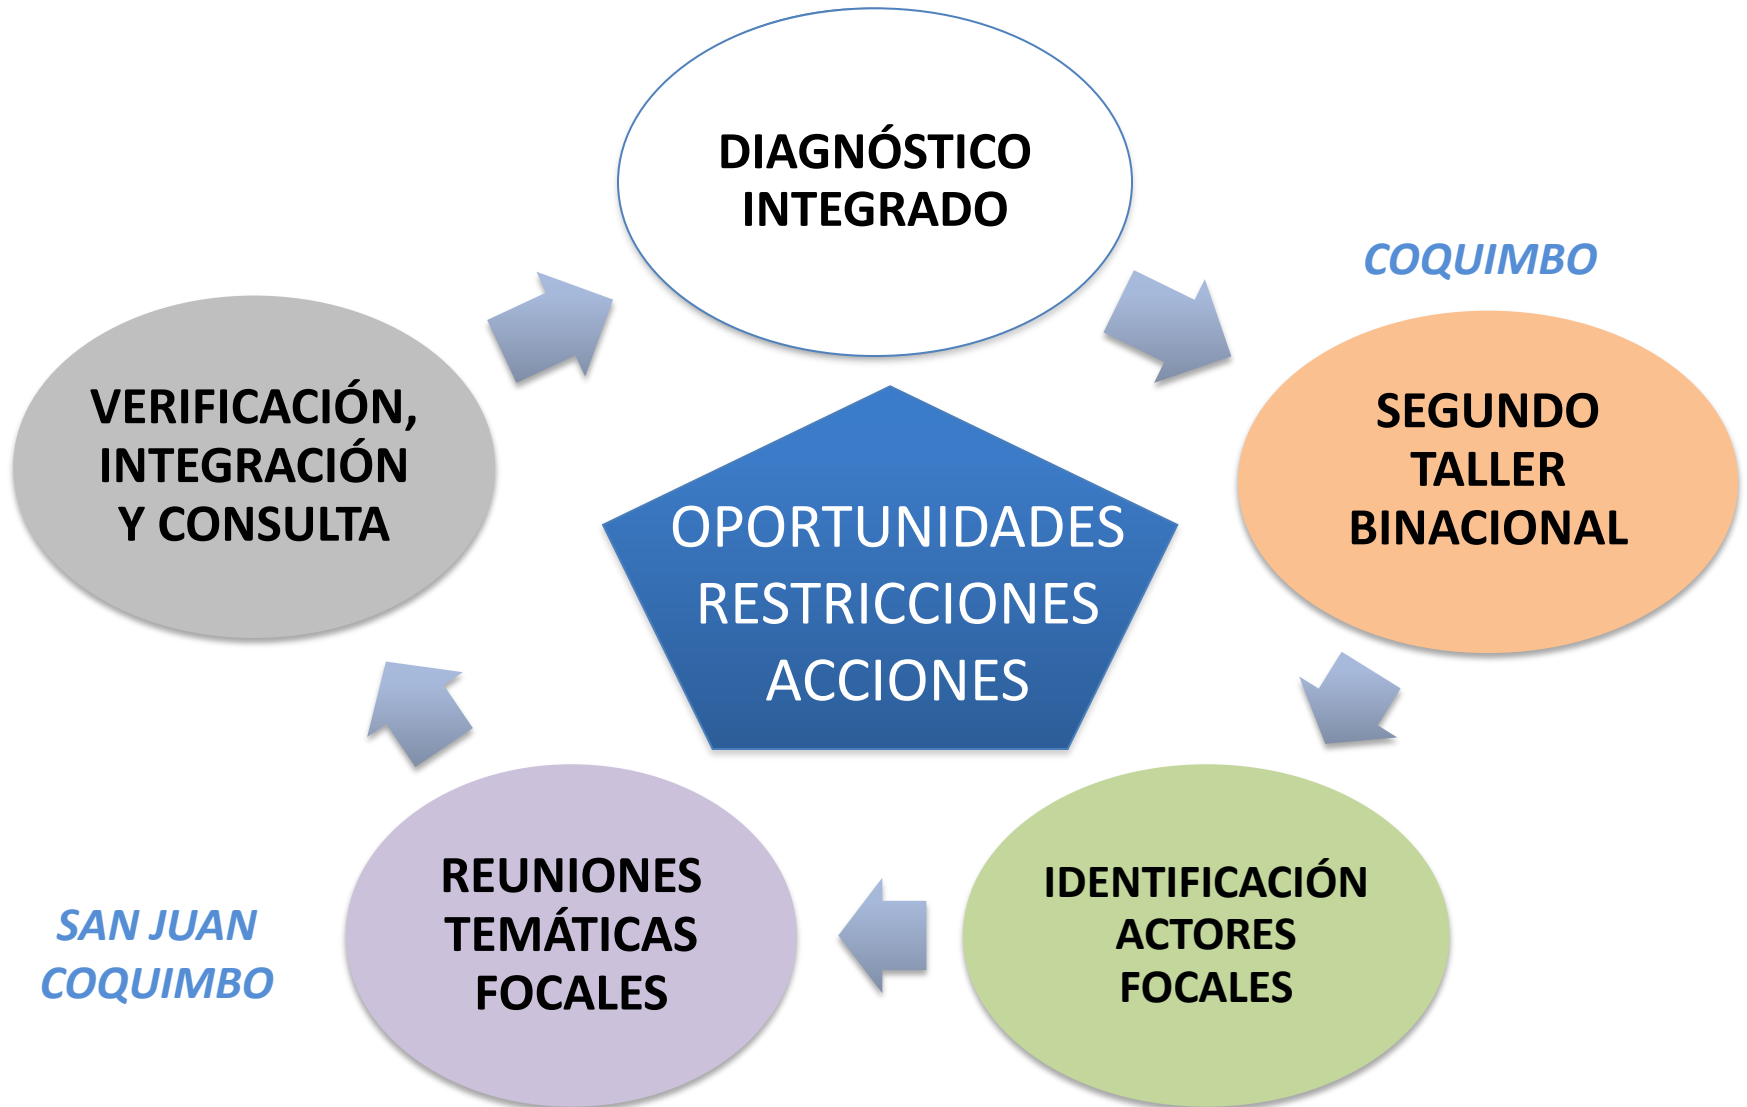 DIAGNÓSTICO
INTEGRADO
COQUIMBO
SEGUNDO
TALLER
BINACIONAL
IDENTIFICACIÓN
ACTORES
FOCALES
REUNIONES
TEMÁTICAS
FOCALES
SAN JUAN
COQUIMBO
VERIFICACIÓN,
INTEGRACIÓN
Y CONSULTA
OPORTUNIDADES
RESTRICCIONES
ACCIONES